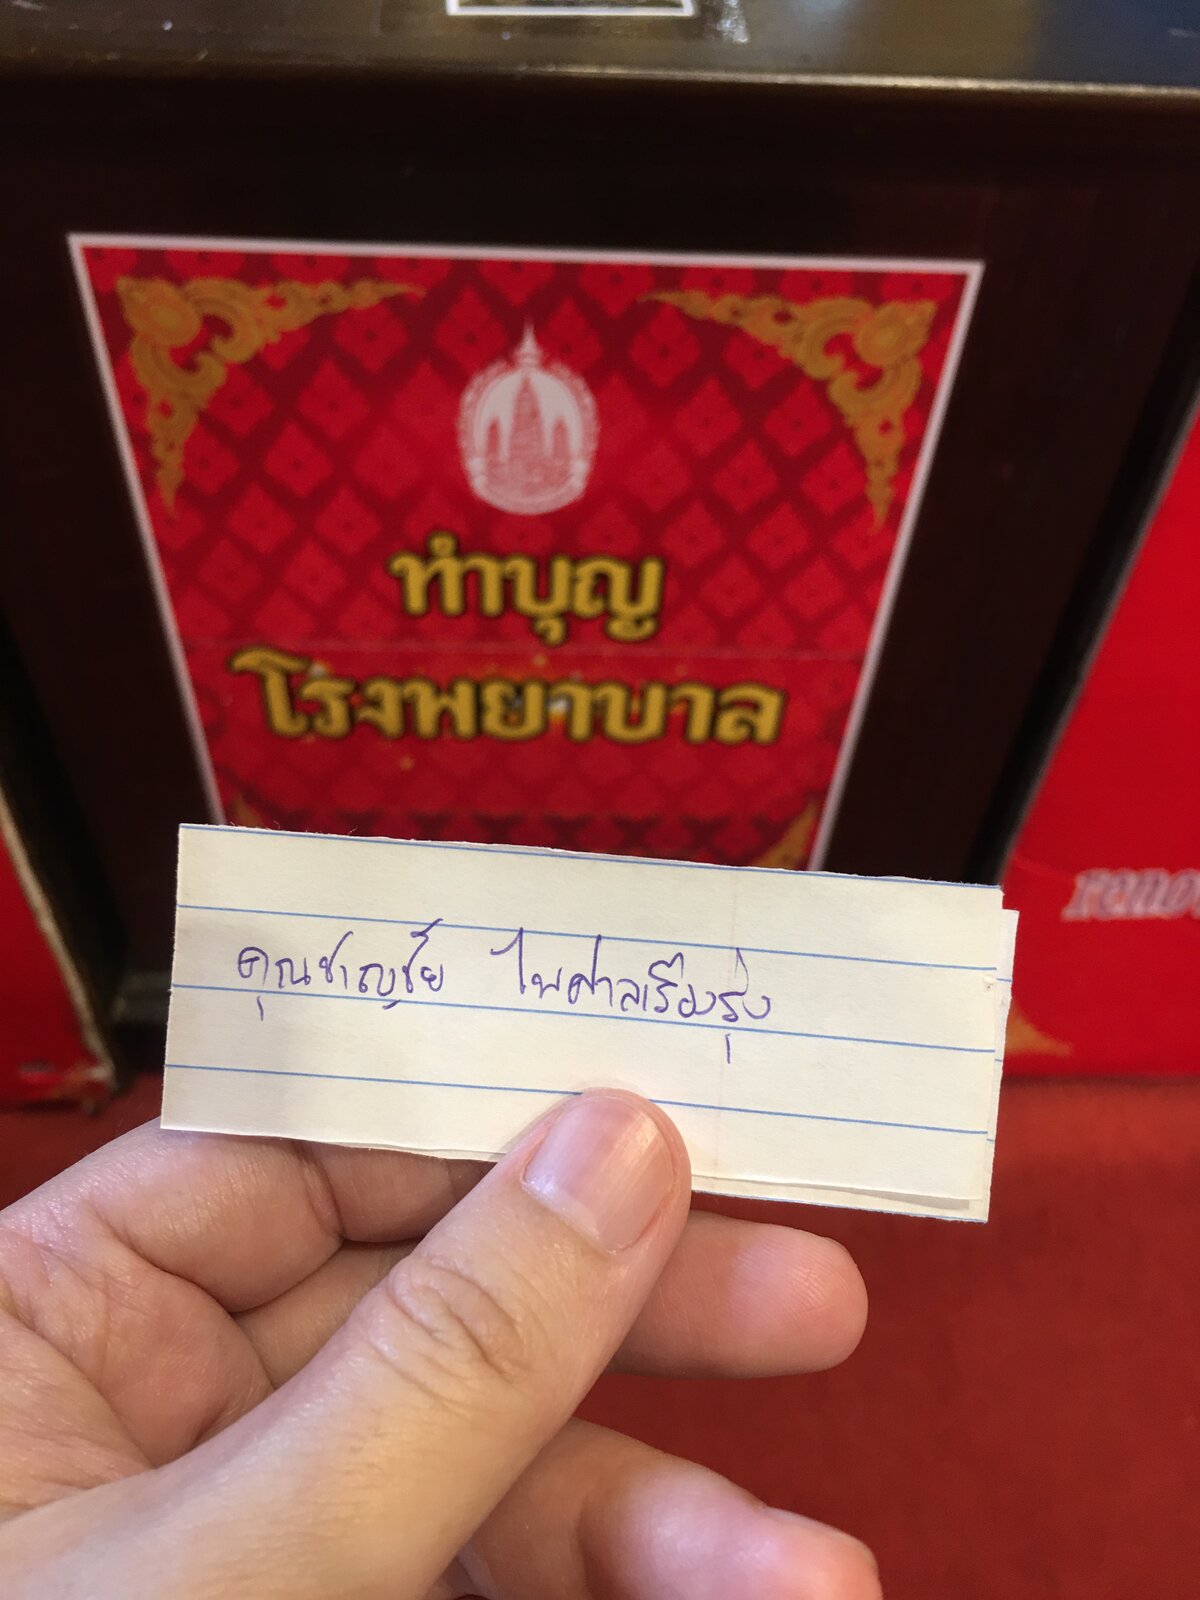 ทำบุญ
โรงพยาบาล
คุณชาญชัย ไพศาลเรืองรุ่ง